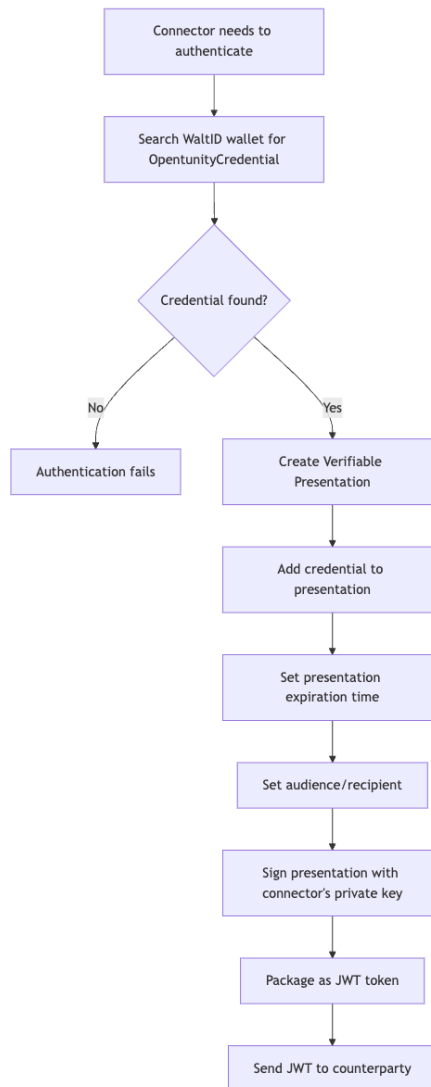 Connector needs to
authenticate
Search WaltID wallet for
OpentunityCredential
Credential found?
No
Yes
Authentication fails
Create Verifiable
Presentation
Add credential to
presentation
Set presentation
expiration time
Set audience/recipient
Sign presentation with
connector's private key
Package as JWT token
Send JWT to counterparty